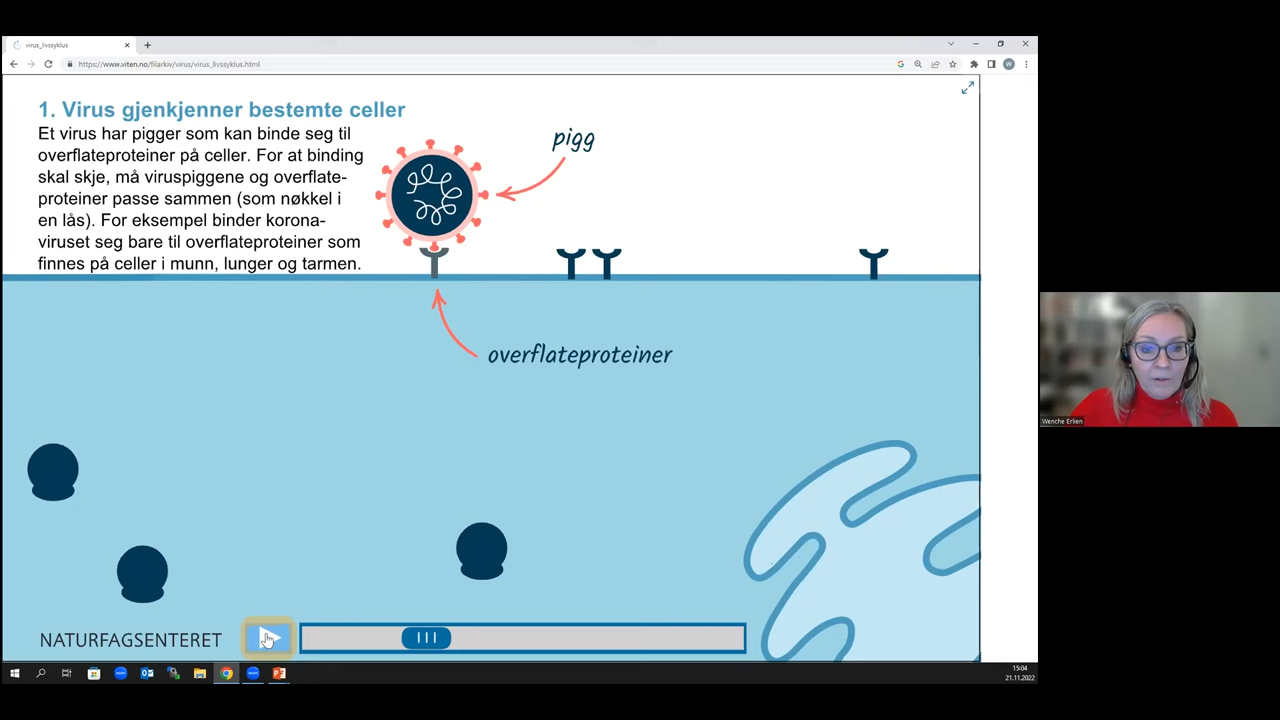 virus_livssyklus
https://www.viten.no/filarkiv/virus/virus_livssyklus.html
1. Virus gjenkjenner bestemte celler
Et virus har pigger som kan binde seg til
overflateproteiner på celler. For at binding
skal skje, må viruspiggene og overflate-
proteiner passe sammen (som nøkkel i
en lås). For eksempel binder korona-
viruset seg bare til overflateproteiner som
finnes på celler i munn, lunger og tarmen.
pigg
overflateproteiner
Wenche Erlien
NATURFAGSENTERET
15:04
21.11.2022